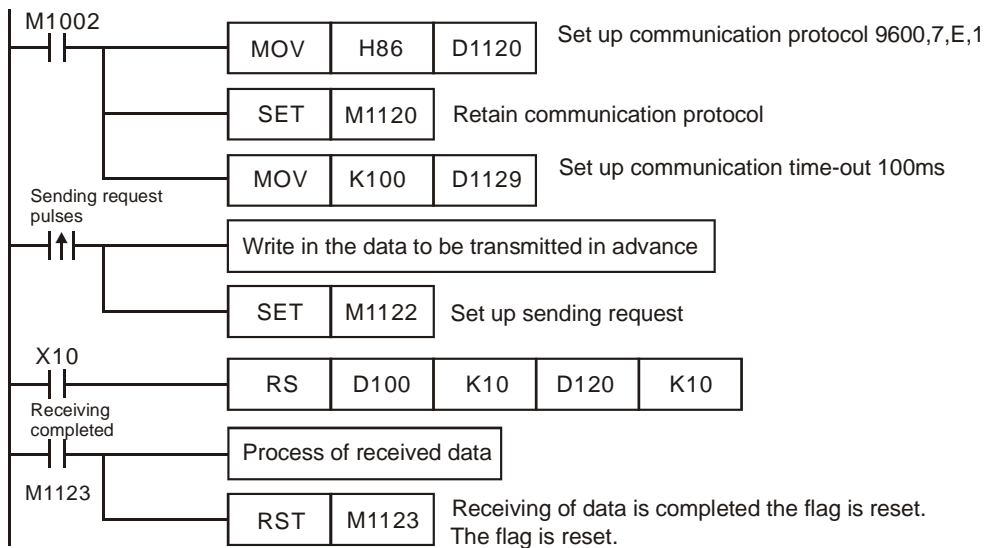 M1002
MOV H86 D1120 Set up communication protocol 9600,7,E,1
SET M1120 Retain communication protocol
MOV K100 D1129 Set up communication time-out 100ms
Sending request
pulses
Write in the data to be transmitted in advance
SET M1122 Set up sending request
X10
RS D100 K10 D120 K10
Receiving
completed
Process of received data
M1123
RST M1123 Receiving of data is completed the flag is reset.
The flag is reset.